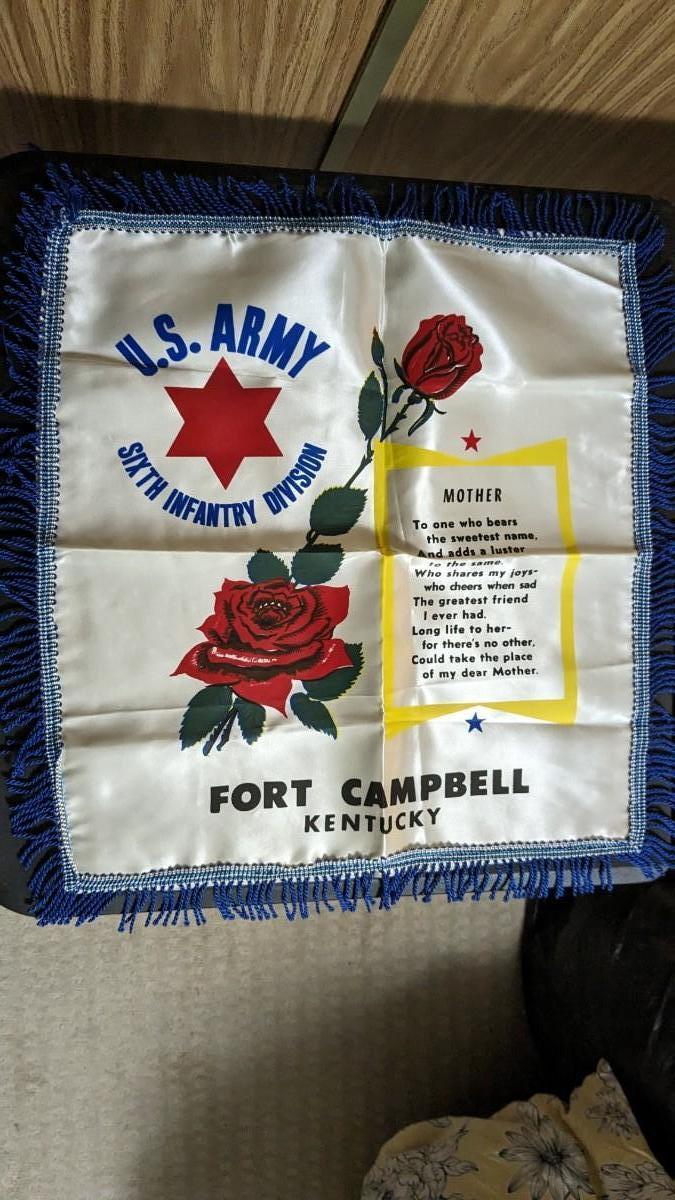 U.S. ARMY
SIXTH INFANTRY DIVISION
MOTHER
To one who bears
the sweetest name,
And adds a luster
to the same.
Who shares my joys-
who cheers when sad
The greatest friend
I ever had.
Long life to her-
for there's no other,
Could take the place
of my dear Mother.
FORT CAMPBELL
KENTUCKY